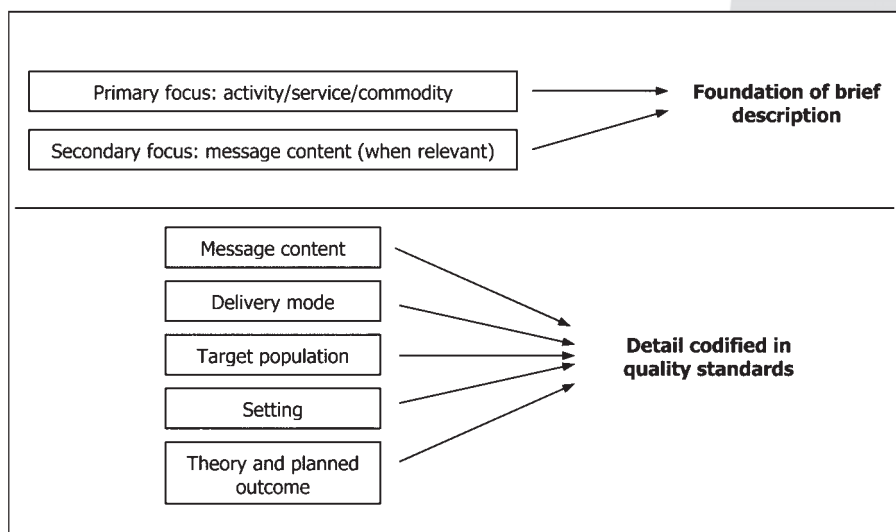 Primary focus: activity/service/commodity
Foundation of brief
description
Secondary focus: message content (when relevant)
Message content
Delivery mode
Target population
Setting
Theory and planned
outcome
Detail codified in
quality standards